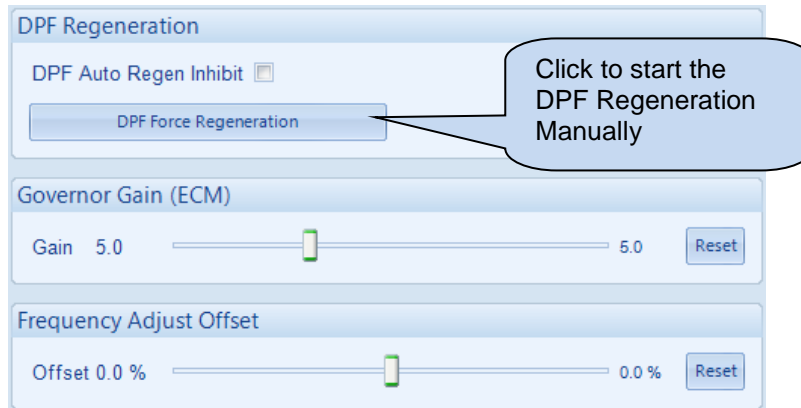 DPF Regeneration
DPF Auto Regen Inhibit
DPF Force Regeneration
Click to start the
DPF Regeneration
Manually
Governor Gain (ECM)
Gain 5.0 5.0 Reset
Frequency Adjust Offset
Offset 0.0 % 0.0 % Reset